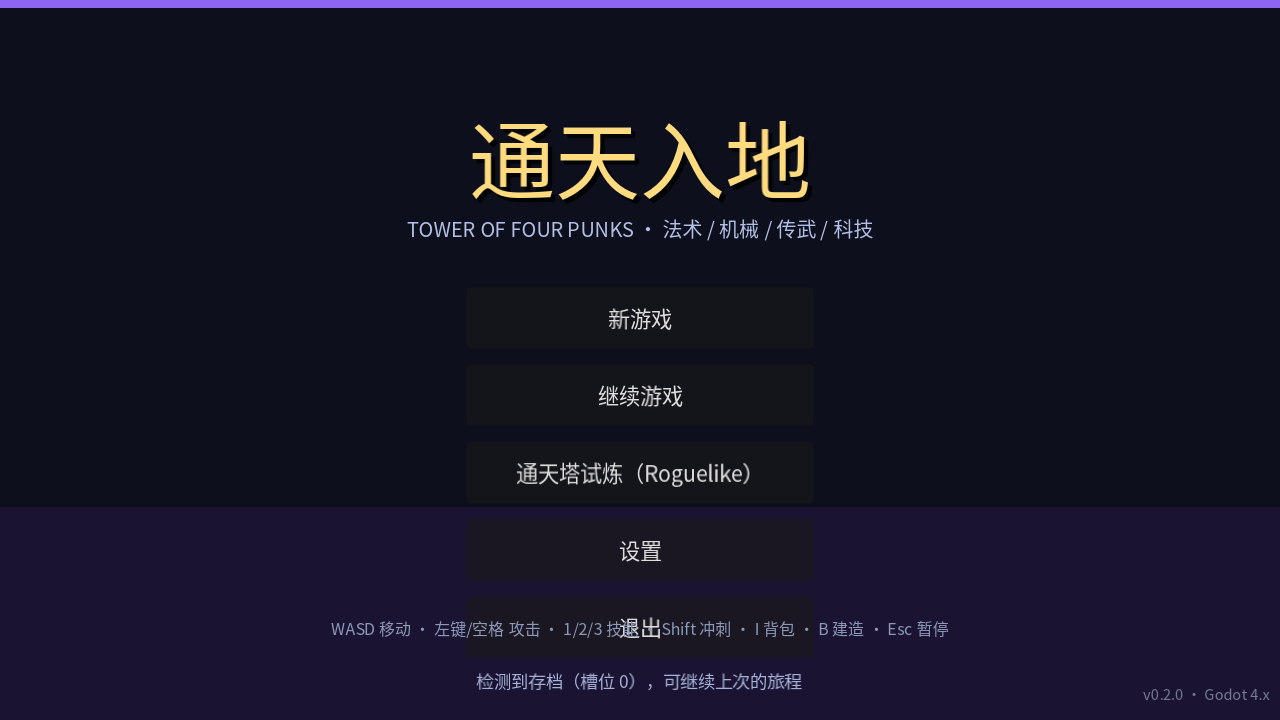 通天入地
TOWER OF FOUR PUNKS · 法术 / 机械 / 传武 / 科技
新游戏
继续游戏
通天塔试炼（Roguelike）
设置
退出
WASD 移动 · 左键/空格 攻击 · 1/2/3 技能 · Shift 冲刺 · I 背包 · B 建造 · Esc 暂停
检测到存档（槽位 0），可继续上次的旅程
v0.2.0 · Godot 4.x